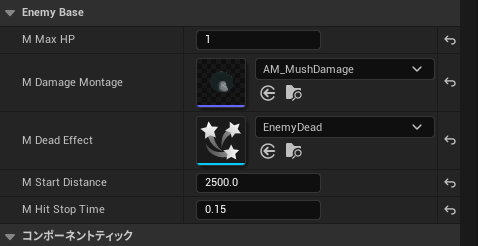 Enemy Base
M Max HP
1
M Damage Montage
AM_MushDamage
M Dead Effect
EnemyDead
M Start Distance
2500.0
M Hit Stop Time
0.15
コンポーネントティック